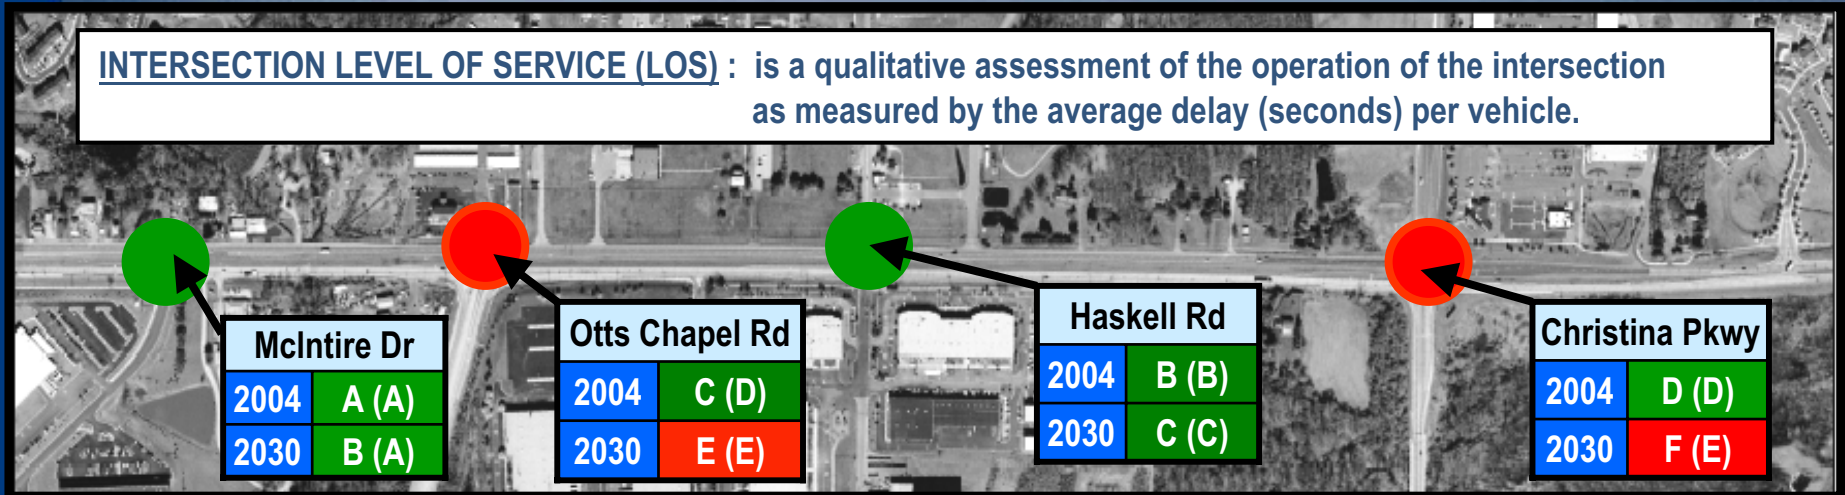 INTERSECTION LEVEL OF SERVICE (LOS) : is a qualitative assessment of the operation of the intersection
as measured by the average delay (seconds) per vehicle.
McIntire Dr
2004 A (A)
2030 B (A)
Otts Chapel Rd
2004 C (D)
2030 E (E)
Haskell Rd
2004 B (B)
2030 C (C)
Christina Pkwy
2004 D (D)
2030 F (E)